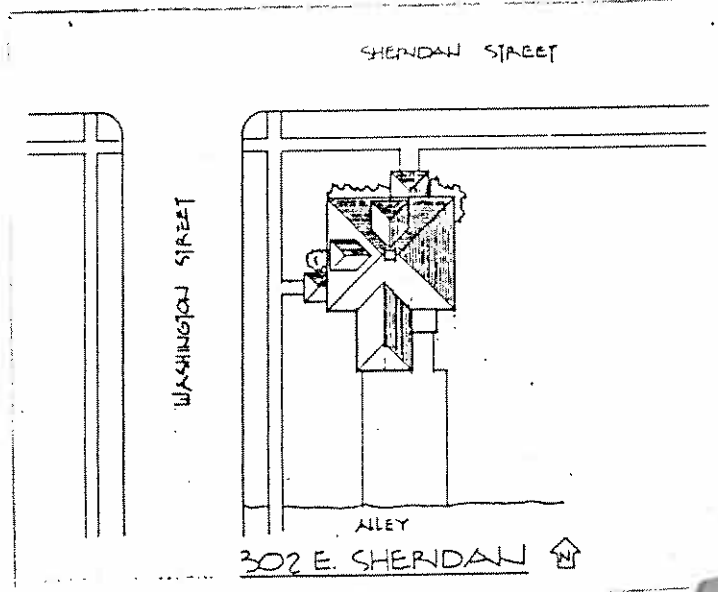 SHERIDAN STREET
WASHINGTON STREET
ALLEY
302 E. SHERIDAN N